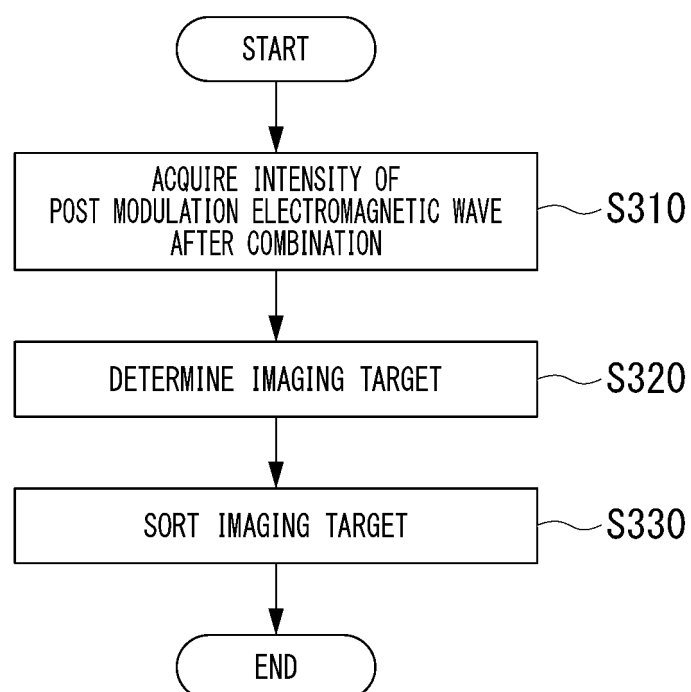 START
ACQUIRE INTENSITY OF
POST MODULATION ELECTROMAGNETIC WAVE
AFTER COMBINATION
S310
DETERMINE IMAGING TARGET
S320
SORT IMAGING TARGET
S330
END